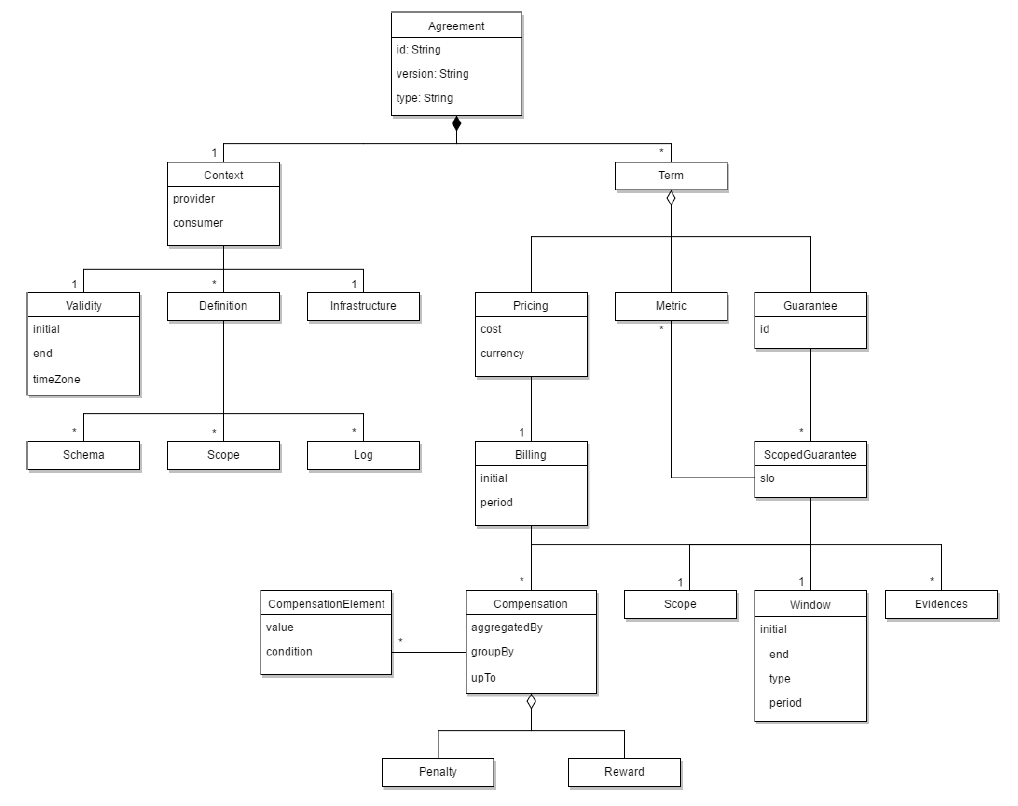 Agreement
id: String
version: String
type: String
1
*
Context
provider
consumer
Term
1
*
1
Validity
initial
end
timeZone
Definition
Infrastructure
Pricing
cost
currency
Metric
*
Guarantee
id
*
*
*
Schema
Scope
Log
1
Billing
initial
period
*
ScopedGuarantee
slo
*
1
1
*
CompensationElement
value
condition
*
Compensation
aggregatedBy
groupBy
upTo
Scope
Window
initial
end
type
period
Evidences
Penalty
Reward